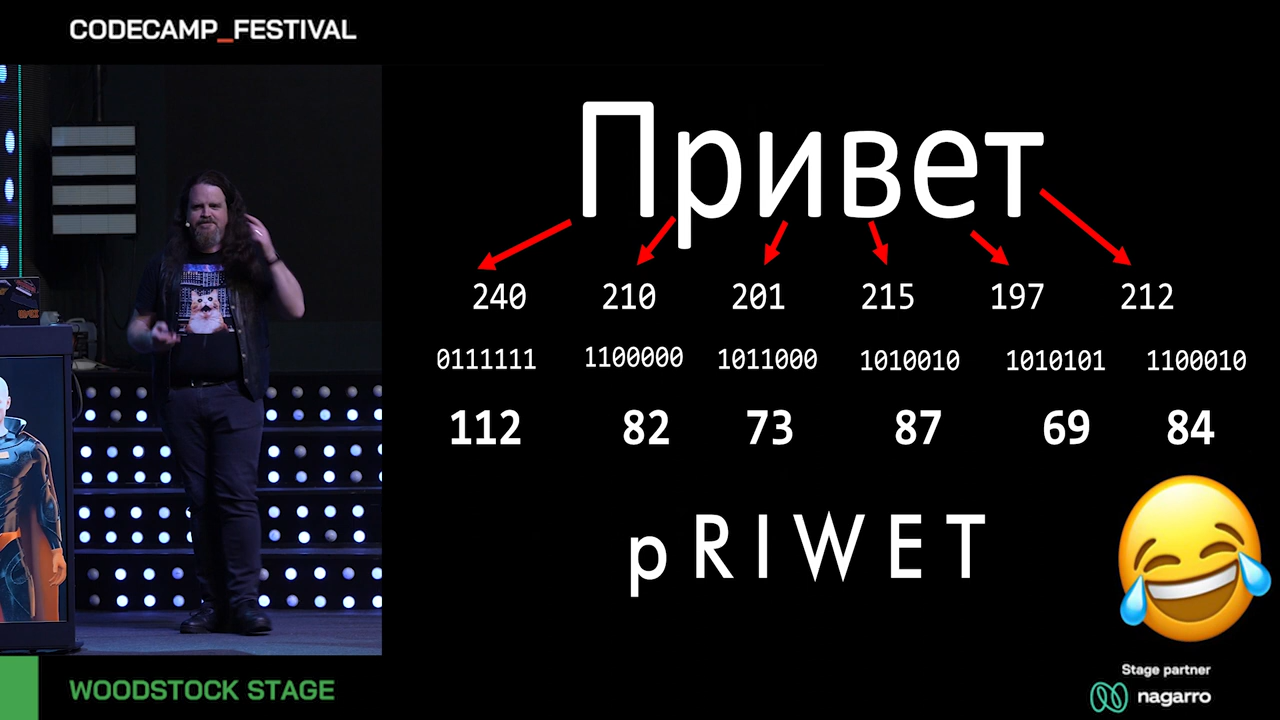 CODECAMP_FESTIVAL
Привет
240 210 201 215 197 212
0111111 1100000 1011000 1010010 1010101 1100010
112 82 73 87 69 84
p R I W E T
WOODSTOCK STAGE
Stage partner
nagarro